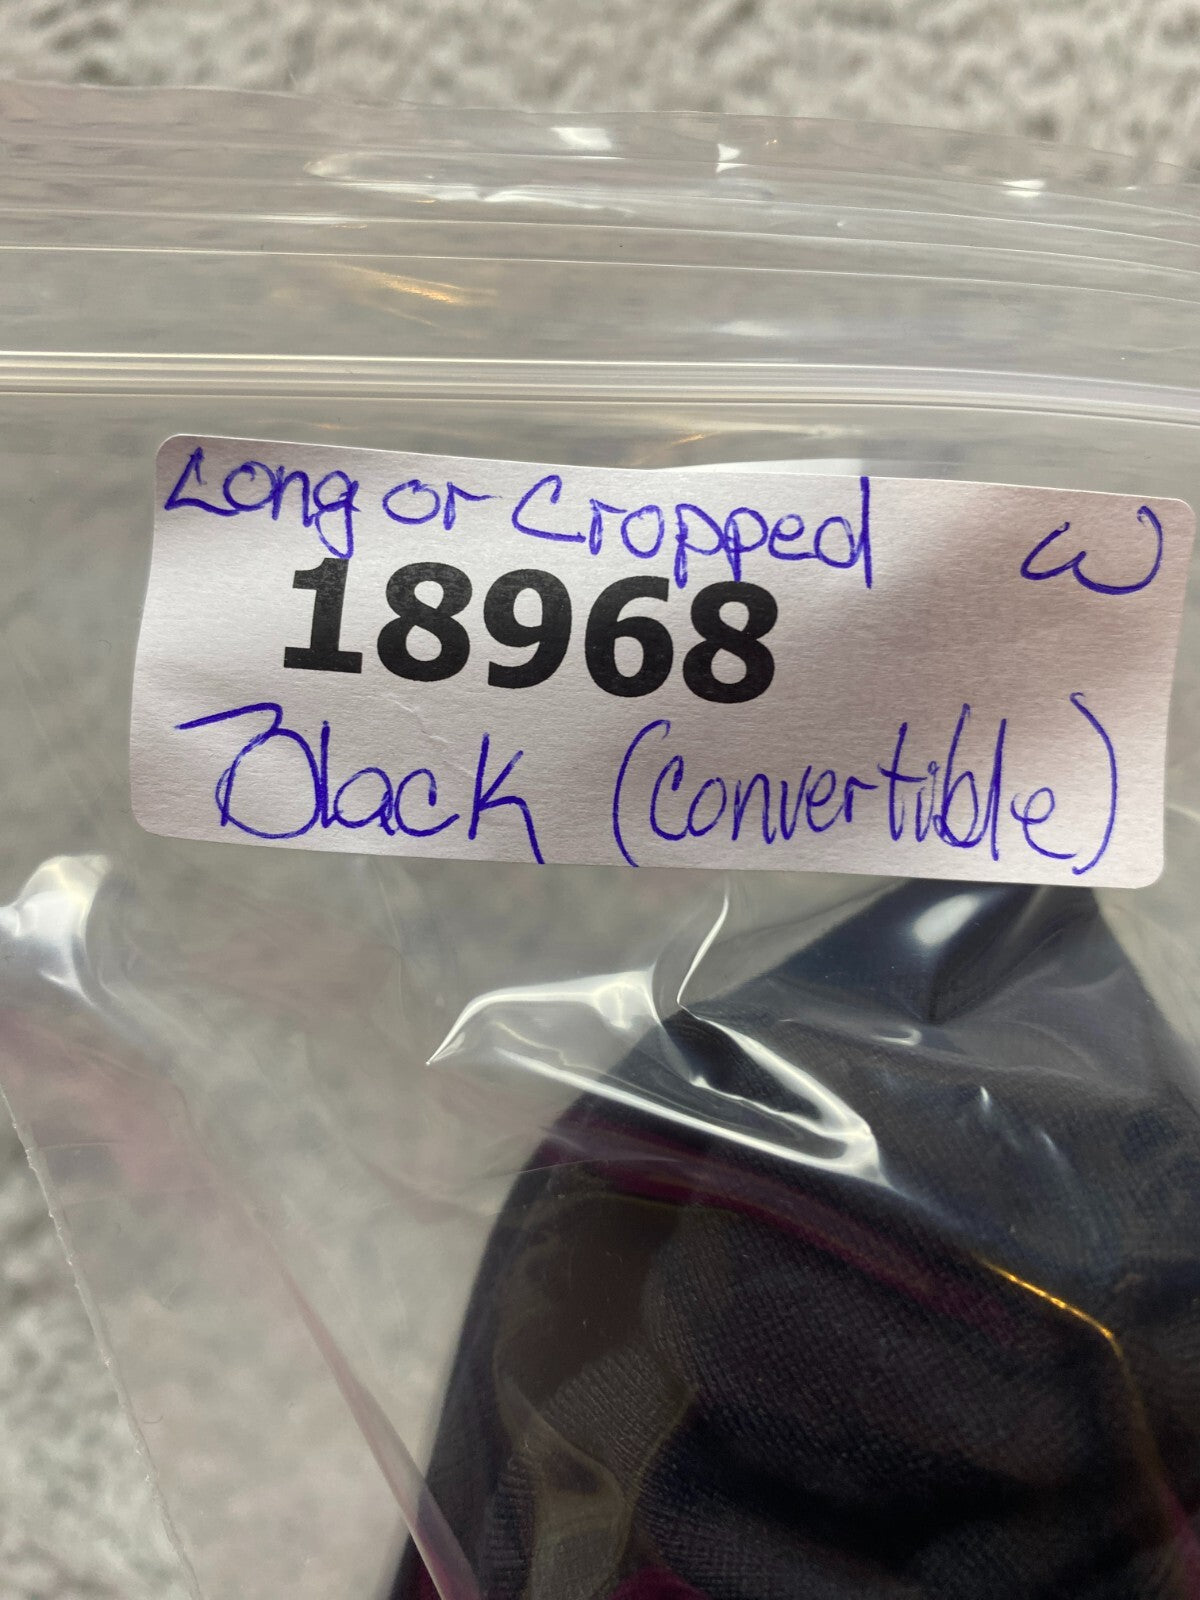 Long or Cropped W
18968
Black (convertible)